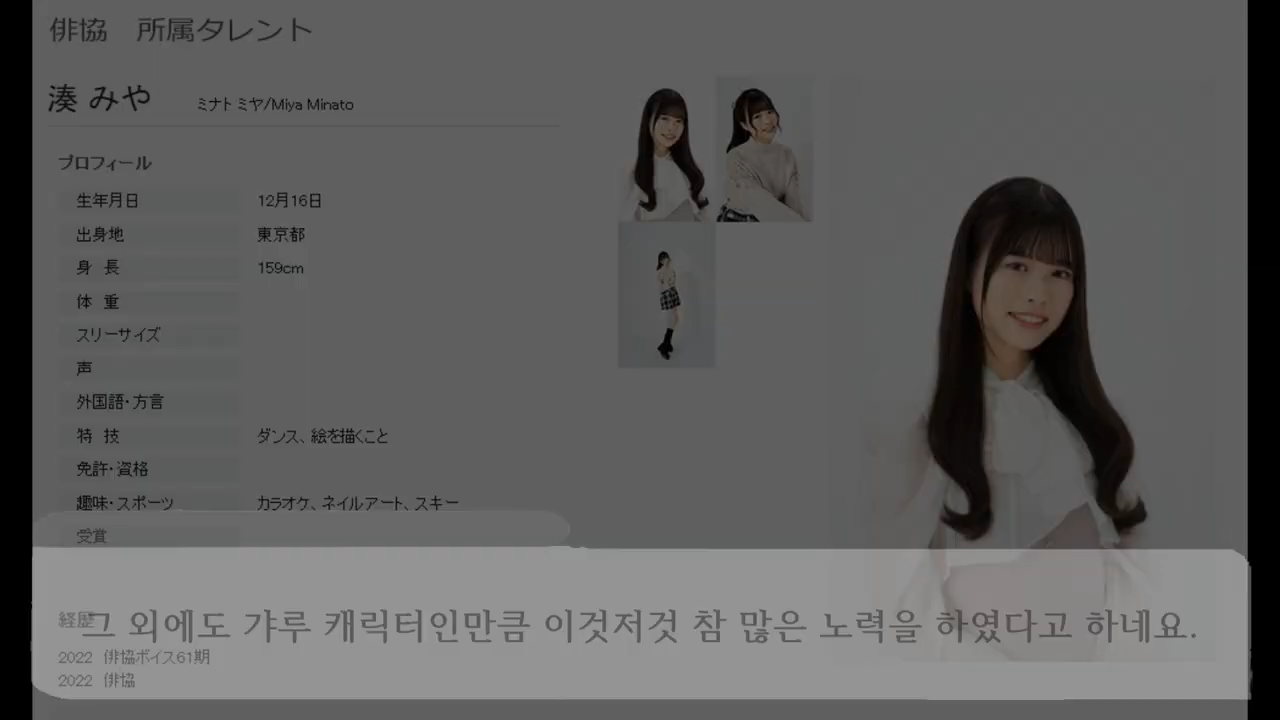 俳協　所属タレント
湊 みや　ミナト ミヤ/Miya Minato
プロフィール
生年月日　12月16日
出身地　東京都
身 長　159cm
体 重
スリーサイズ
声
外国語・方言
特 技　ダンス、絵を描くこと
免許・資格
趣味・スポーツ　カラオケ、ネイルアート、スキー
受賞
経歴
그 외에도 갸루 캐릭터인만큼 이것저것 참 많은 노력을 하였다고 하네요.
2022 俳協ボイス61期
2022 俳協